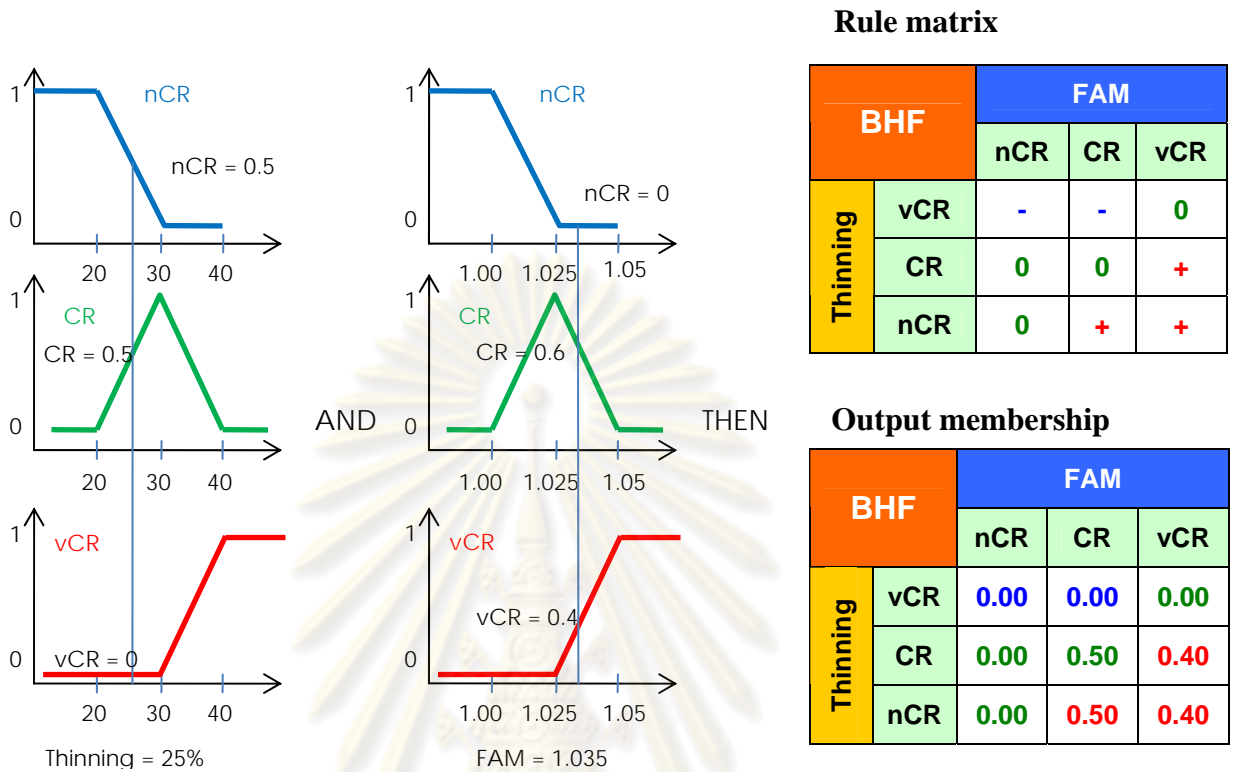 1
nCR
nCR = 0.5
0
20 30 40
1
CR
CR = 0.5
0
20 30 40
1
vCR
0
vCR = 0
20 30 40
Thinning = 25%
AND
1
nCR
nCR = 0
0
1.00 1.025 1.05
1
CR
CR = 0.6
0
1.00 1.025 1.05
1
vCR
vCR = 0.4
0
1.00 1.025 1.05
FAM = 1.035
THEN
Rule matrix
BHF FAM
nCR CR vCR
Thinning
vCR - - 0
CR 0 0 +
nCR 0 + +
Output membership
BHF FAM
nCR CR vCR
Thinning
vCR 0.00 0.00 0.00
CR 0.00 0.50 0.40
nCR 0.00 0.50 0.40